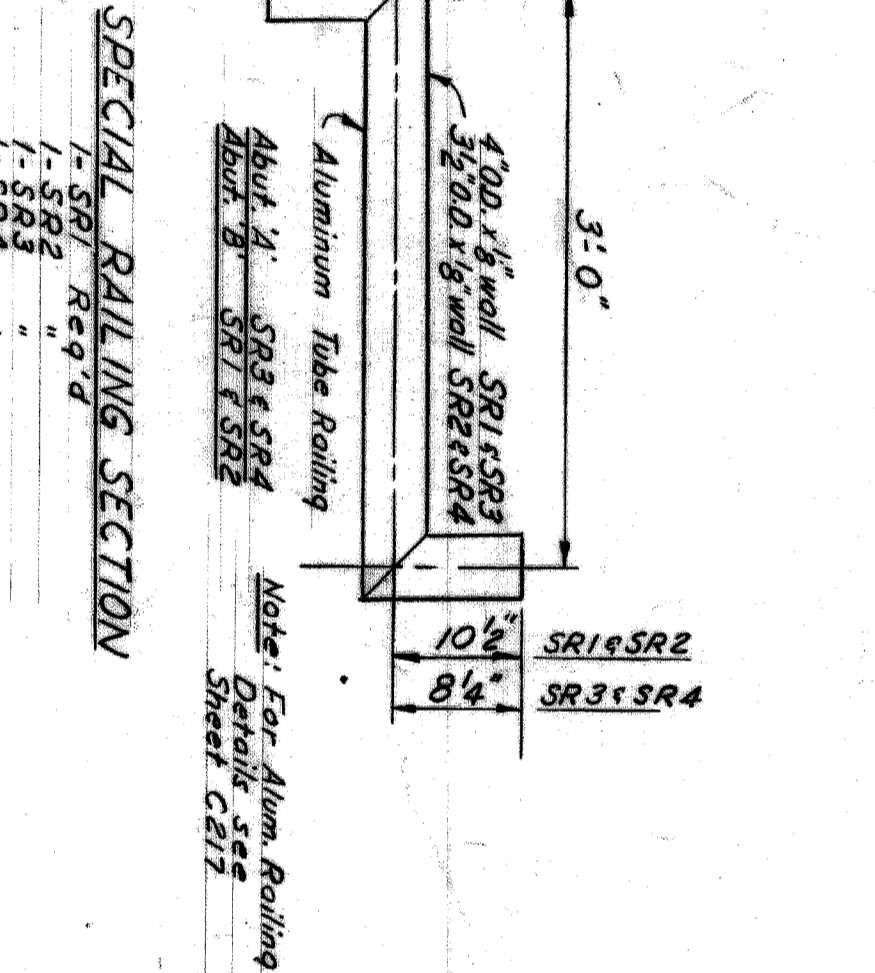 3'-0"
4"O.D. x 1/8" wall SR1 & SR3
3 1/2" O.D x 1/8" wall SR2 & SR4
10 1/2" SR1 & SR2
8 1/4" SR3 & SR4
Aluminum Tube Railing
Abut. 'A' SR3 & SR4
Abut. 'B' SR1 & SR2
Note: For Alum. Railing
Details see
Sheet C217
SPECIAL RAILING SECTION
1- SR1 Req'd
1- SR2 "
1- SR3 "